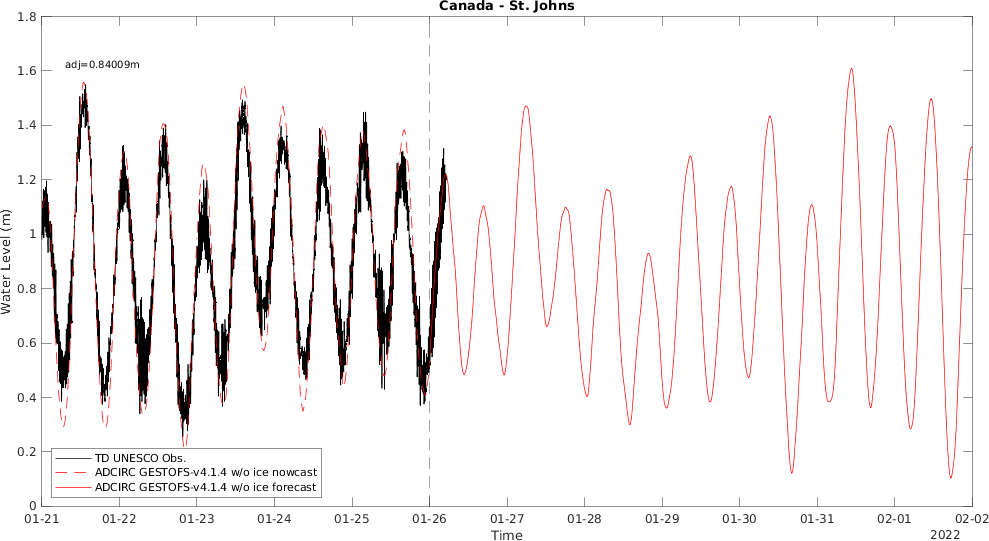 Canada - St. Johns
adj=0.84009m
Water Level (m)
1.8
1.6
1.4
1.2
1
0.8
0.6
0.4
0.2
0
TD UNESCO Obs.
ADCIRC GESTOFS-v4.1.4 w/o ice nowcast
ADCIRC GESTOFS-v4.1.4 w/o ice forecast
01-21 01-22 01-23 01-24 01-25 01-26 01-27 01-28 01-29 01-30 01-31 02-01 02-02
Time
2022